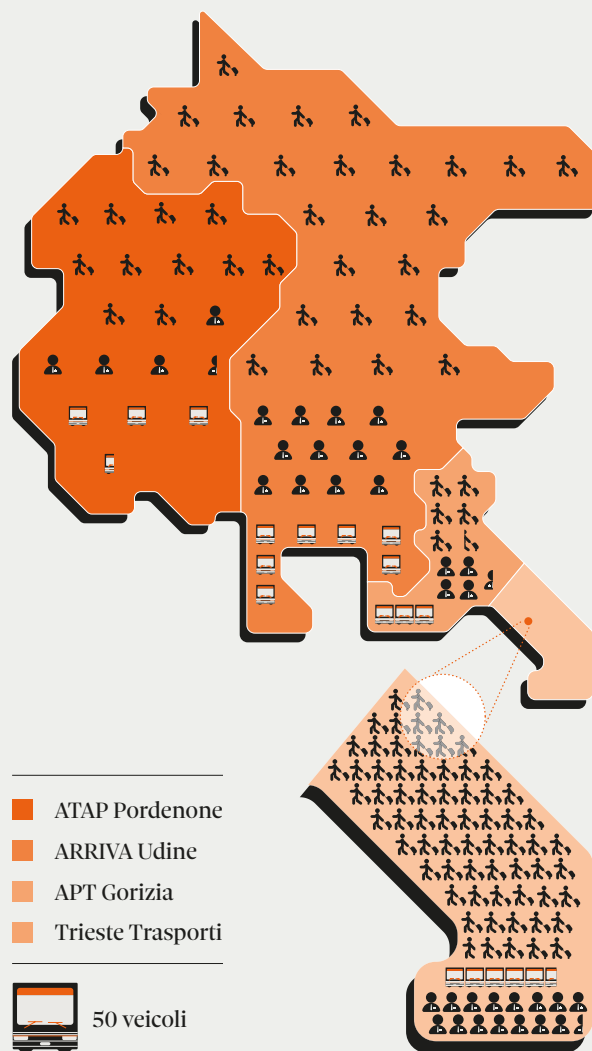 ATAP Pordenone
ARRIVA Udine
APT Gorizia
Trieste Trasporti
50 veicoli